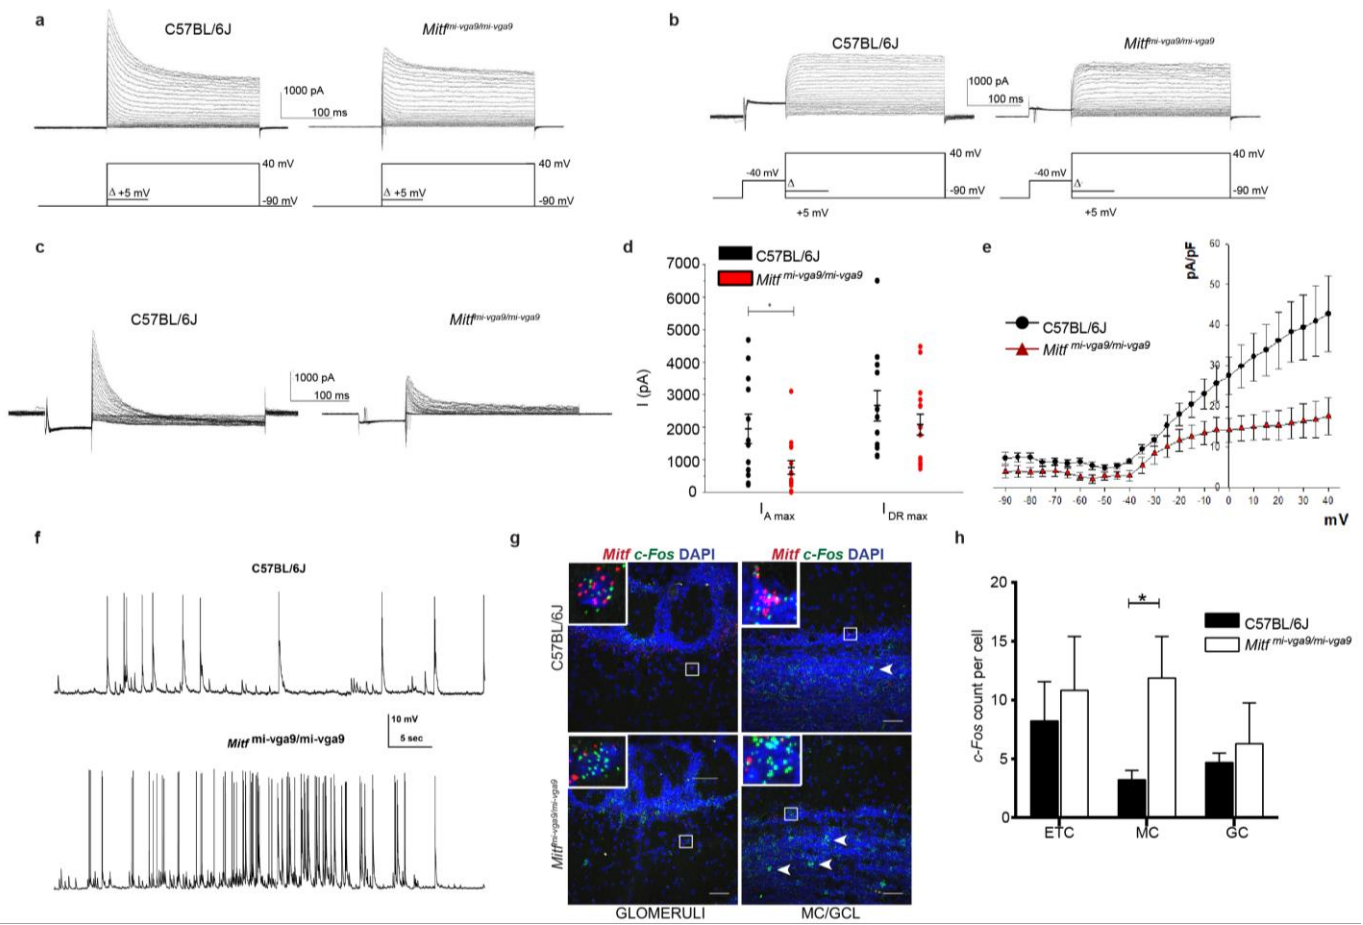 a
C57BL/6J
Mitfmi-vga9/mi-vga9
1000 pA
100 ms
40 mV
Δ +5 mV
-90 mV
40 mV
Δ +5 mV
-90 mV
b
C57BL/6J
Mitfmi-vga9/mi-vga9
1000 pA
100 ms
-40 mV
40 mV
Δ
-90 mV
+5 mV
-40 mV
40 mV
Δ
-90 mV
+5 mV
c
C57BL/6J
Mitfmi-vga9/mi-vga9
1000 pA
100 ms
d
C57BL/6J
Mitf mi-vga9/mi-vga9
*
I (pA)
7000
6000
5000
4000
3000
2000
1000
0
I A max
I DR max
e
pA/pF
C57BL/6J
Mitf mi-vga9/mi-vga9
60
50
40
30
20
10
0
-90 -80 -70 -60 -50 -40 -30 -20 -10 0 10 20 30 40
mV
f
C57BL/6J
10 mV
5 sec
Mitf mi-vga9/mi-vga9
g
Mitf c-Fos DAPI
Mitf c-Fos DAPI
C57BL/6J
Mitfmi-vga9/mi-vga9
GLOMERULI
MC/GCL
h
c-Fos count per cell
20
15
10
5
0
*
C57BL/6J
Mitf mi-vga9/mi-vga9
ETC
MC
GC